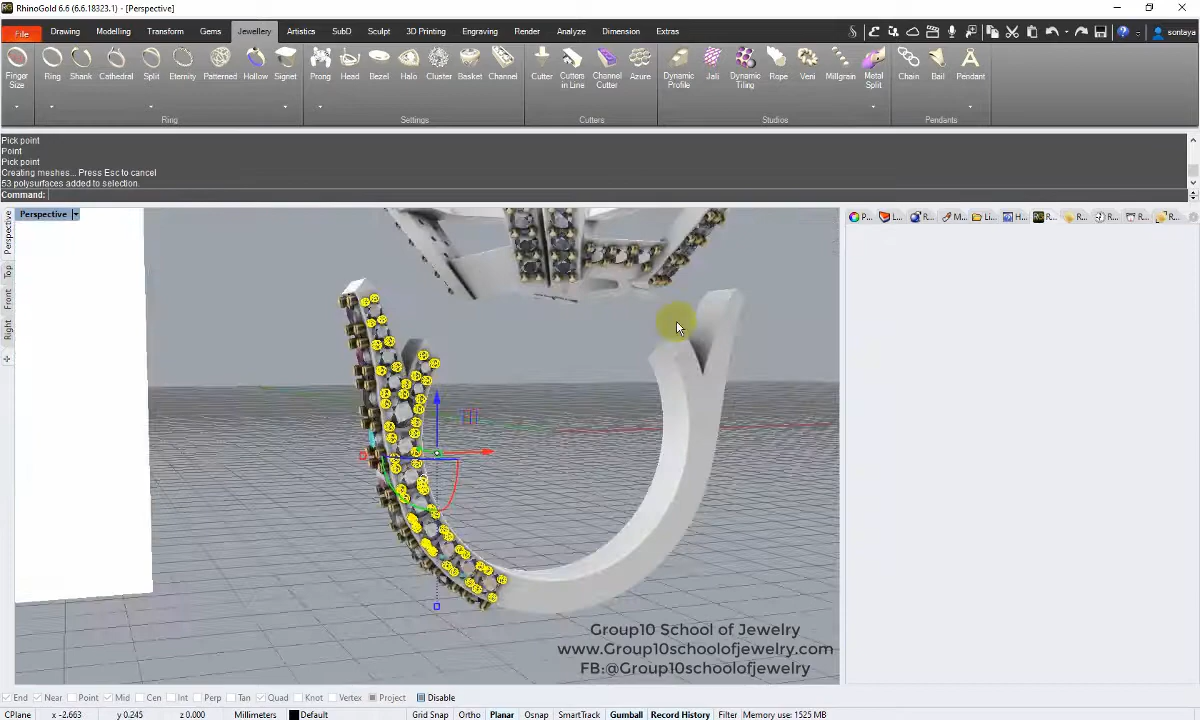 RhinoGold 6.6 (6.6.18323.1) - [Perspective]
File Drawing Modelling Transform Gems Jewellery Artistics SubD Sculpt 3D Printing Engraving Render Analyze Dimension Extras
sontaya
Finger Size
Ring Shank Cathedral Split Eternity Patterned Hollow Signet
Prong Head Bezel Halo Cluster Basket Channel
Cutter Cutters in Line Channel Cutter Azure
Dynamic Profile Jali Dynamic Tiling Rope Veni Millgrain Metal Split
Chain Bail Pendant
Ring Settings Cutters Studios Pendants
Pick point
Point
Pick point
Creating meshes... Press Esc to cancel
53 polysurfaces added to selection.
Command:
Perspective
P... L... R... M... Li... H... R... R... R... R... R...
Perspective
Top
Front
Right
Group10 School of Jewelry
www.Group10schoolofjewelry.com
FB:@Group10schoolofjewelry
End Near Point Mid Cen Int Perp Tan Quad Knot Vertex Project Disable
CPlane x -2.663 y 0.245 z 0.000 Millimeters Default Grid Snap Ortho Planar Osnap SmartTrack Gumball Record History Filter Memory use: 1525 MB